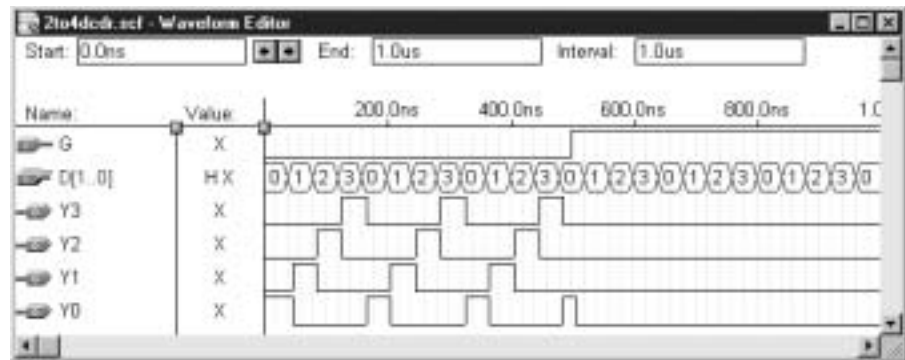 2to4dcdr.scf - Waveform Editor
Start: 0.0ns End: 1.0us Interval: 1.0us
Name: Value: 200.0ns 400.0ns 600.0ns 800.0ns 1.0
G X
D[1..0] H X 0 1 2 3 0 1 2 3 0 1 2 3 0 1 2 3 0 1 2 3 0 1 2 3 0
Y3 X
Y2 X
Y1 X
Y0 X